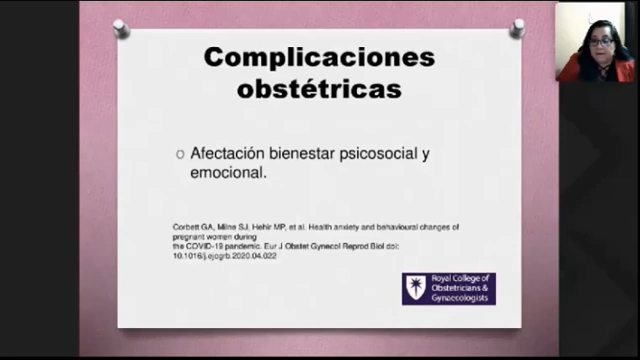 Complicaciones
obstétricas
o Afectación bienestar psicosocial y
emocional.
Corbett GA, Milne SJ, Hehir MP, et al. Health anxiety and behavioural changes of
pregnant women during
the COVID-19 pandemic. Eur J Obstet Gynecol Reprod Biol doi:
10.1016/j.ejogrb.2020.04.022
Royal College of
Obstetricians &
Gynaecologists